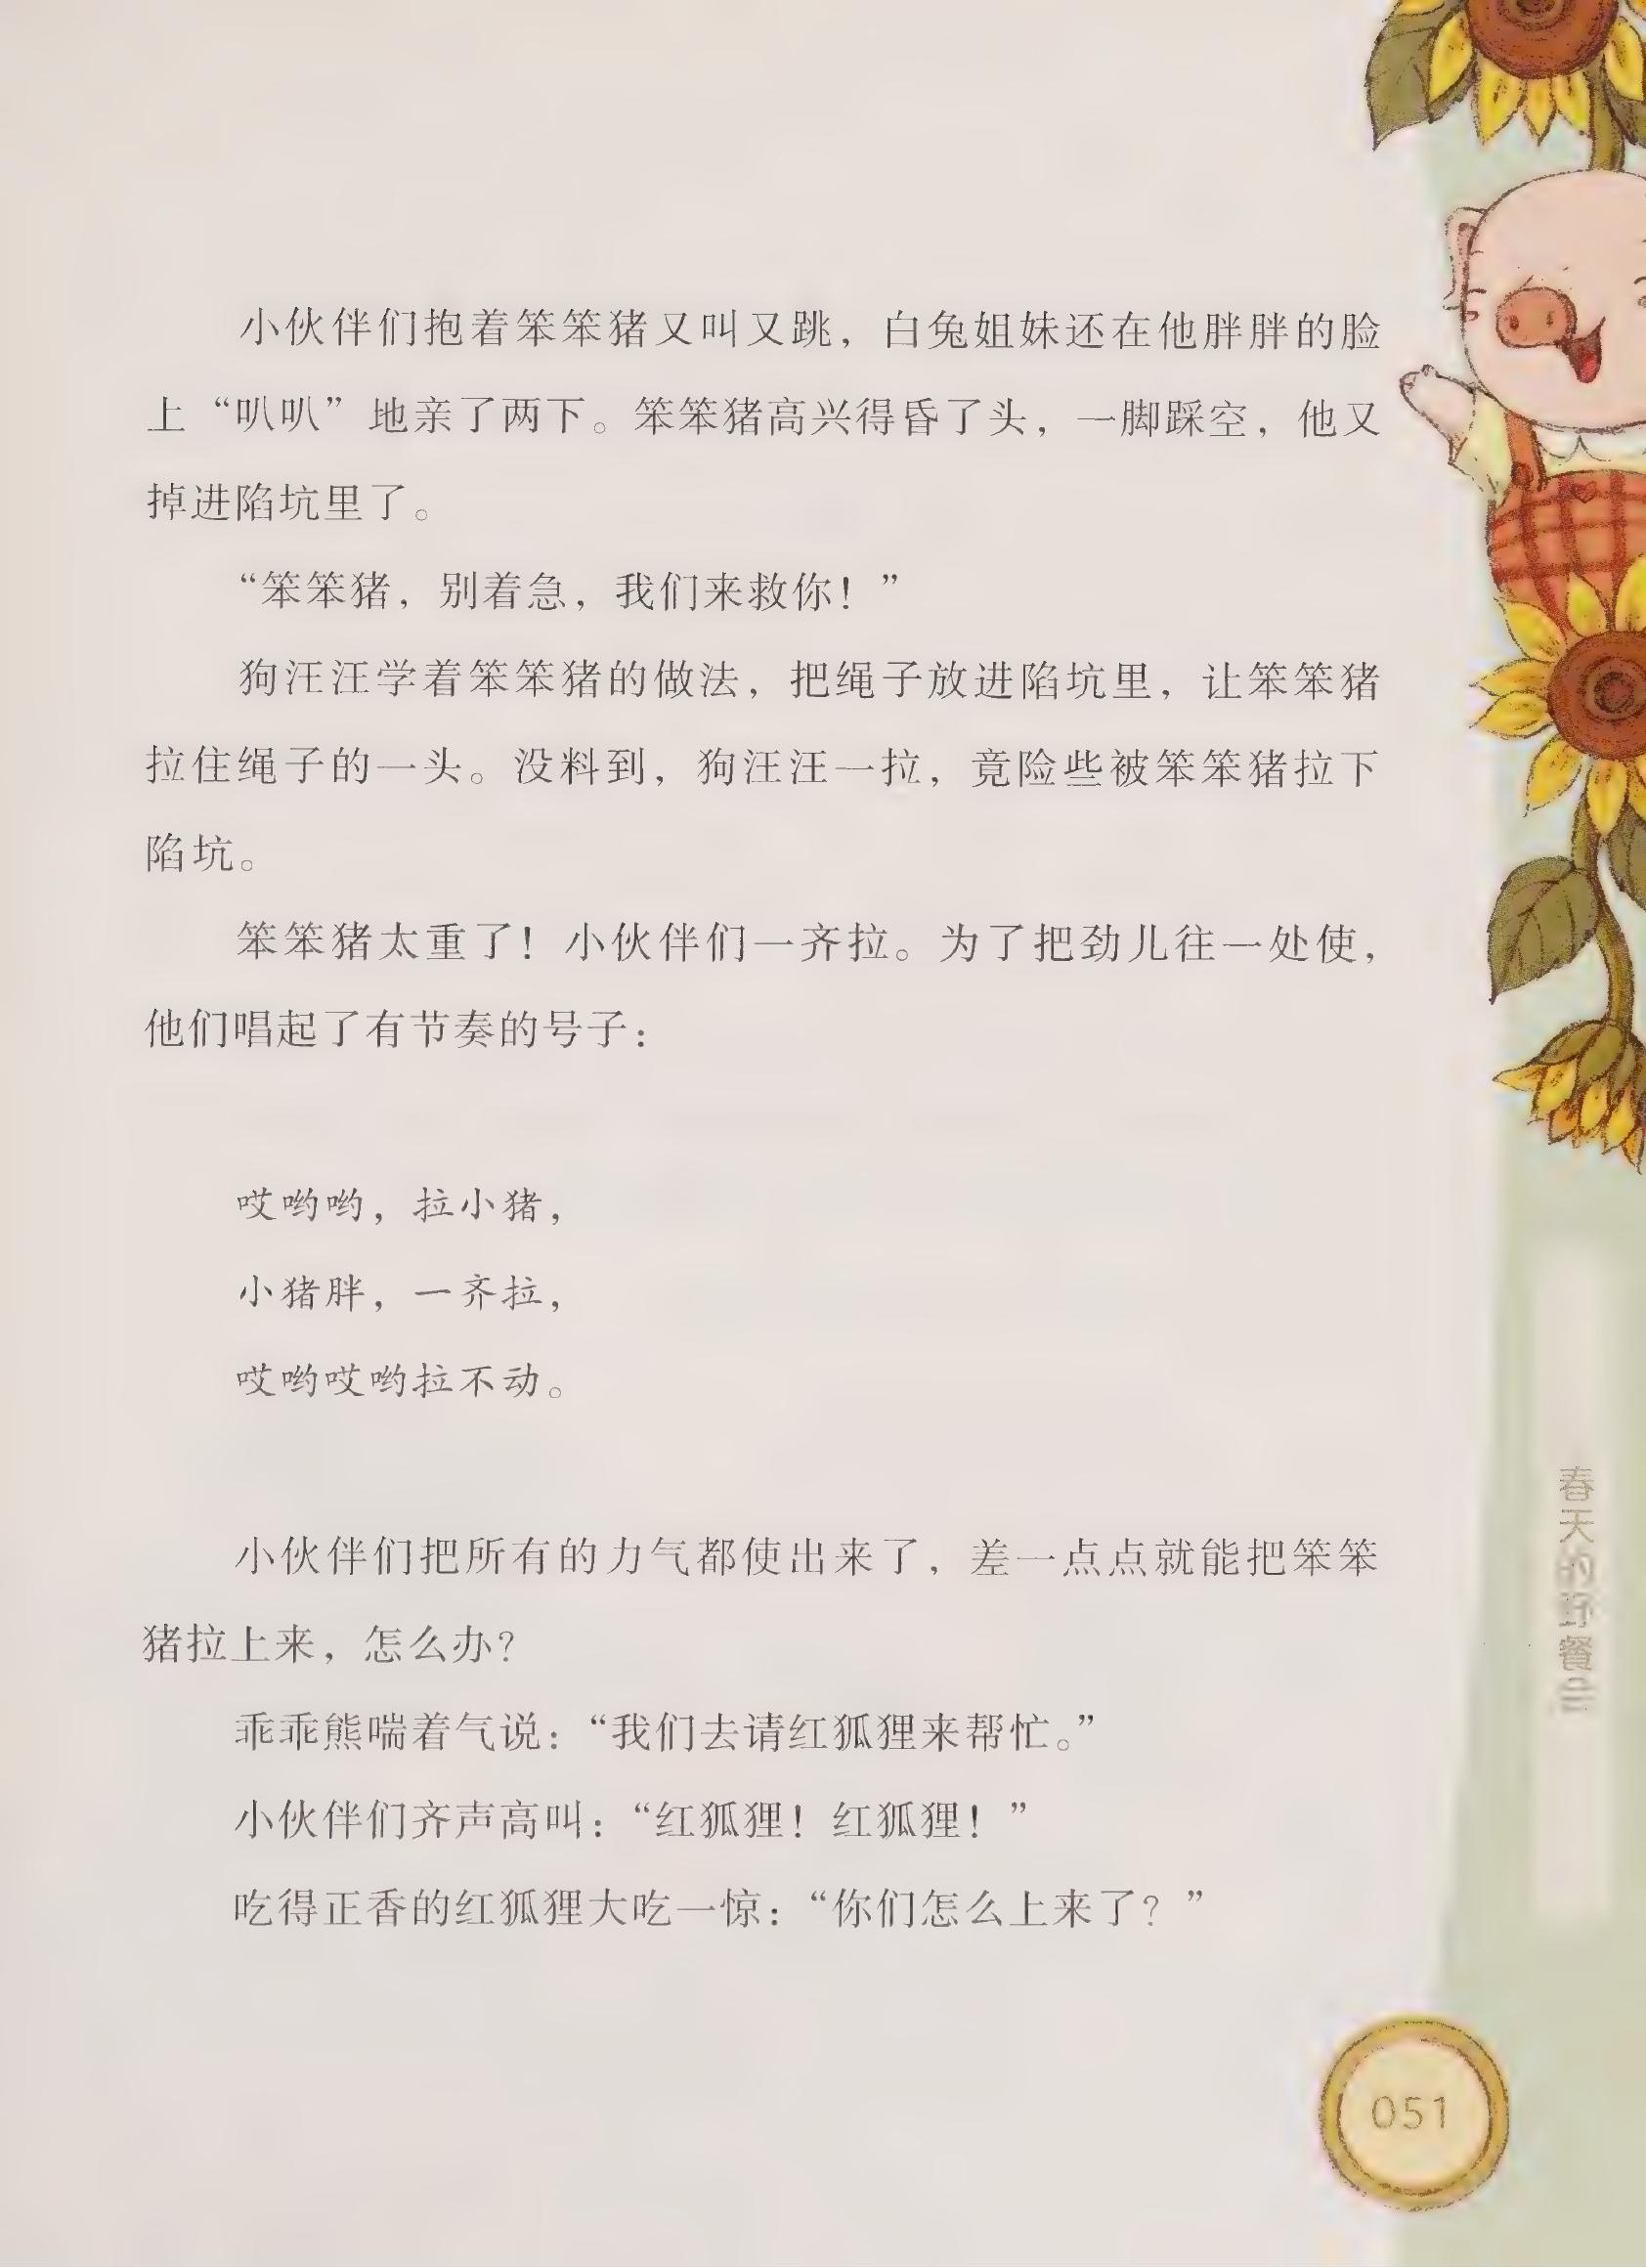 小伙伴们抱着笨笨猪又叫又跳，白兔姐妹还在他胖胖的脸
上“叭叭”地亲了两下。笨笨猪高兴得昏了头，一脚踩空，他又
掉进陷坑里了。
“笨笨猪，别着急，我们来救你！”
狗汪汪学着笨笨猪的做法，把绳子放进陷坑里，让笨笨猪
拉住绳子的一头。没料到，狗汪汪一拉，竟险些被笨笨猪拉下
陷坑。
笨笨猪太重了！小伙伴们一齐拉。为了把劲儿往一处使，
他们唱起了有节奏的号子：
哎哟哟，拉小猪，
小猪胖，一齐拉，
哎哟哎哟拉不动。
小伙伴们把所有的力气都使出来了，差一点点就能把笨笨
猪拉上来，怎么办？
乖乖熊喘着气说：“我们去请红狐狸来帮忙。”
小伙伴们齐声高叫：“红狐狸！红狐狸！”
吃得正香的红狐狸大吃一惊：“你们怎么上来了？”
春天的野餐会
051